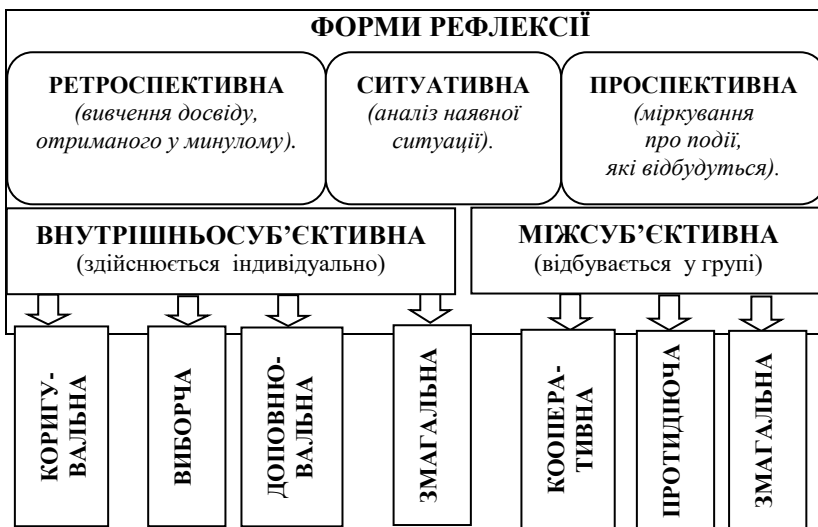 ФОРМИ РЕФЛЕКСІЇ
РЕТРОСПЕКТИВНА
(вивчення досвіду,
отриманого у минулому).
СИТУАТИВНА
(аналіз наявної
ситуації).
ПРОСПЕКТИВНА
(міркування
про події,
які відбудуться).
ВНУТРІШНЬОСУБ’ЄКТИВНА
(здійснюється індивідуально)
МІЖСУБ’ЄКТИВНА
(відбувається у групі)
КОРИГУ-
ВАЛЬНА
ВИБОРЧА
ДОПОВНЮ-
ВАЛЬНА
ЗМАГАЛЬНА
КООПЕРА-
ТИВНА
ПРОТИДІЮЧА
ЗМАГАЛЬНА